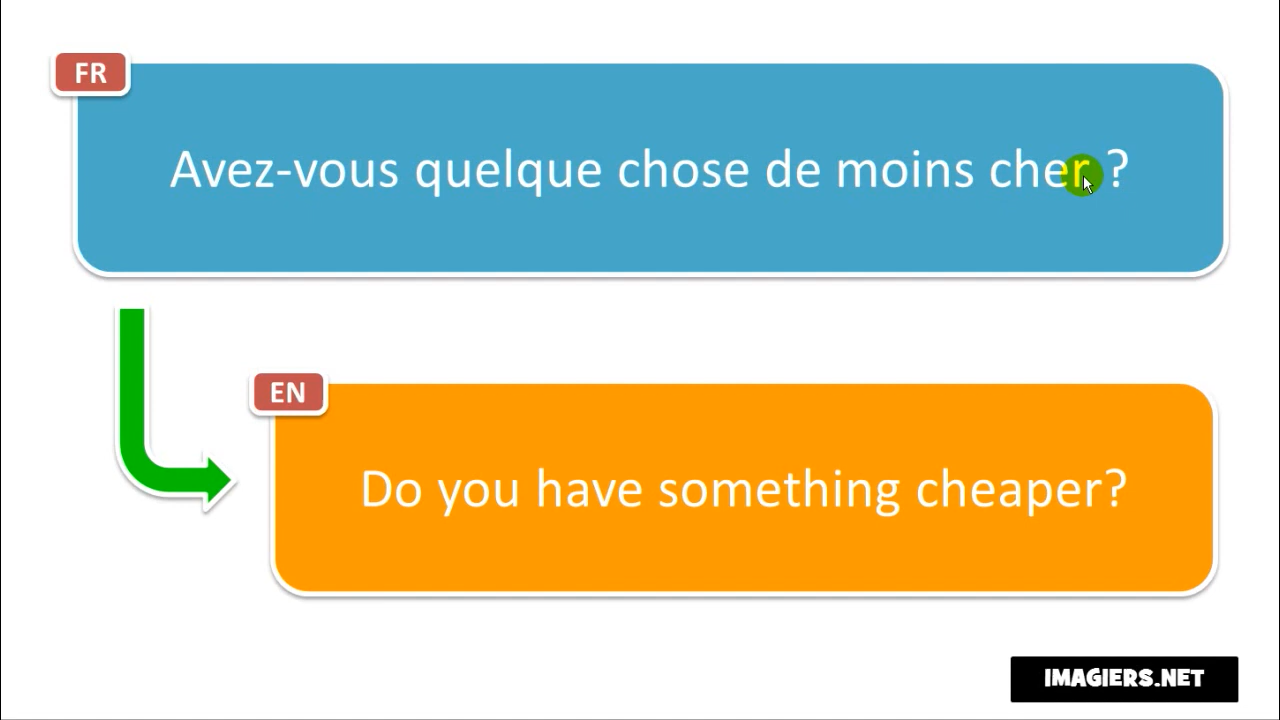 FR
Avez-vous quelque chose de moins cher ?
EN
Do you have something cheaper?
IMAGIERS.NET